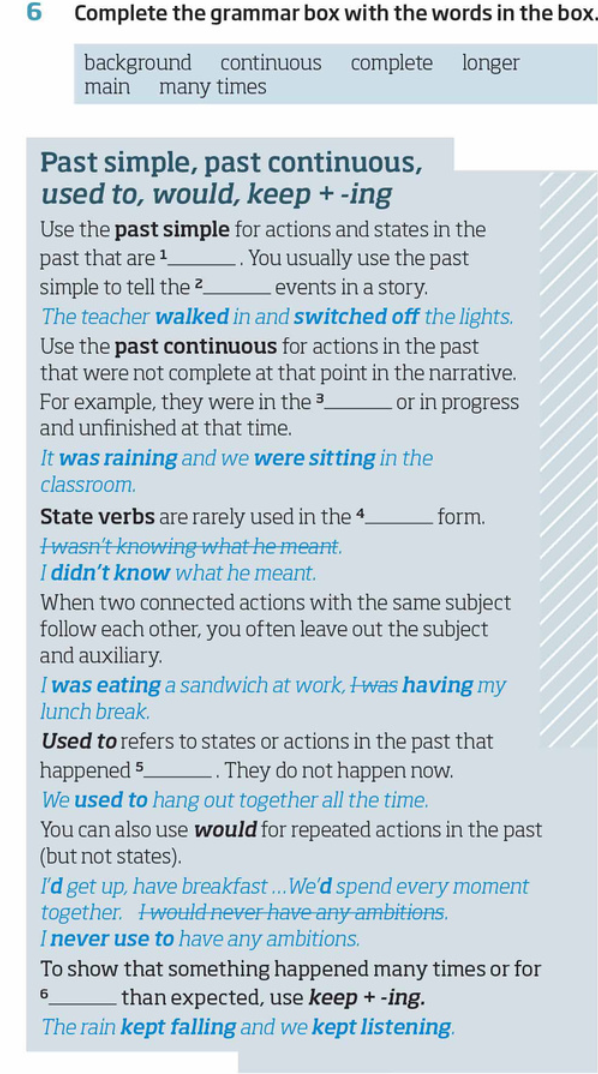 6 Complete the grammar box with the words in the box.
background continuous complete longer
main many times
Past simple, past continuous,
used to, would, keep + -ing
Use the past simple for actions and states in the
past that are ¹______ . You usually use the past
simple to tell the ²______ events in a story.
The teacher walked in and switched off the lights.
Use the past continuous for actions in the past
that were not complete at that point in the narrative.
For example, they were in the ³______ or in progress
and unfinished at that time.
It was raining and we were sitting in the
classroom.
State verbs are rarely used in the ⁴______ form.
I wasn't knowing what he meant.
I didn't know what he meant.
When two connected actions with the same subject
follow each other, you often leave out the subject
and auxiliary.
I was eating a sandwich at work, I was having my
lunch break.
Used to refers to states or actions in the past that
happened ⁵______ . They do not happen now.
We used to hang out together all the time.
You can also use would for repeated actions in the past
(but not states).
I'd get up, have breakfast ...We'd spend every moment
together. I would never have any ambitions.
I never use to have any ambitions.
To show that something happened many times or for
⁶______ than expected, use keep + -ing.
The rain kept falling and we kept listening.